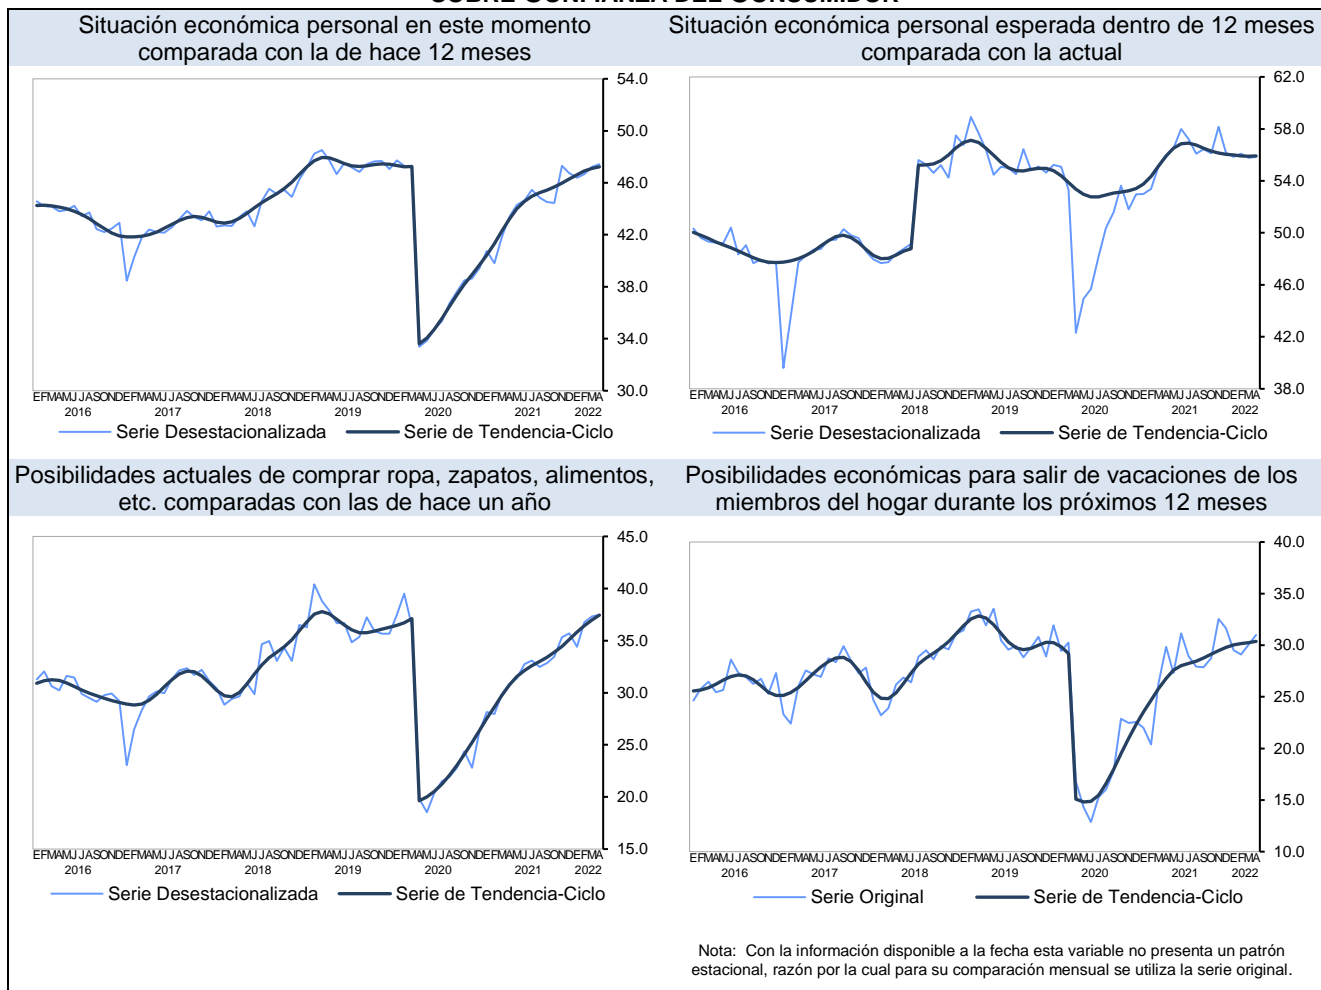 SOBRE CONFIANZA DEL CONSUMIDOR
Situación económica personal en este momento
comparada con la de hace 12 meses
54.0
50.0
46.0
42.0
38.0
34.0
30.0
EFMAMJJASONDEFMAMJJASONDEFMAMJJASONDEFMAMJJASONDEFMAMJJASONDEFMAMJJASONDEFMA
2016 2017 2018 2019 2020 2021 2022
Serie Desestacionalizada Serie de Tendencia-Ciclo
Situación económica personal esperada dentro de 12 meses
comparada con la actual
62.0
58.0
54.0
50.0
46.0
42.0
38.0
EFMAMJJASONDEFMAMJJASONDEFMAMJJASONDEFMAMJJASONDEFMAMJJASONDEFMAMJJASONDEFMA
2016 2017 2018 2019 2020 2021 2022
Serie Desestacionalizada Serie de Tendencia-Ciclo
Posibilidades actuales de comprar ropa, zapatos, alimentos,
etc. comparadas con las de hace un año
45.0
40.0
35.0
30.0
25.0
20.0
15.0
EFMAMJJASONDEFMAMJJASONDEFMAMJJASONDEFMAMJJASONDEFMAMJJASONDEFMAMJJASONDEFMA
2016 2017 2018 2019 2020 2021 2022
Serie Desestacionalizada Serie de Tendencia-Ciclo
Posibilidades económicas para salir de vacaciones de los
miembros del hogar durante los próximos 12 meses
40.0
35.0
30.0
25.0
20.0
15.0
10.0
EFMAMJJASONDEFMAMJJASONDEFMAMJJASONDEFMAMJJASONDEFMAMJJASONDEFMAMJJASONDEFMA
2016 2017 2018 2019 2020 2021 2022
Serie Original Serie de Tendencia-Ciclo
Nota: Con la información disponible a la fecha esta variable no presenta un patrón
estacional, razón por la cual para su comparación mensual se utiliza la serie original.